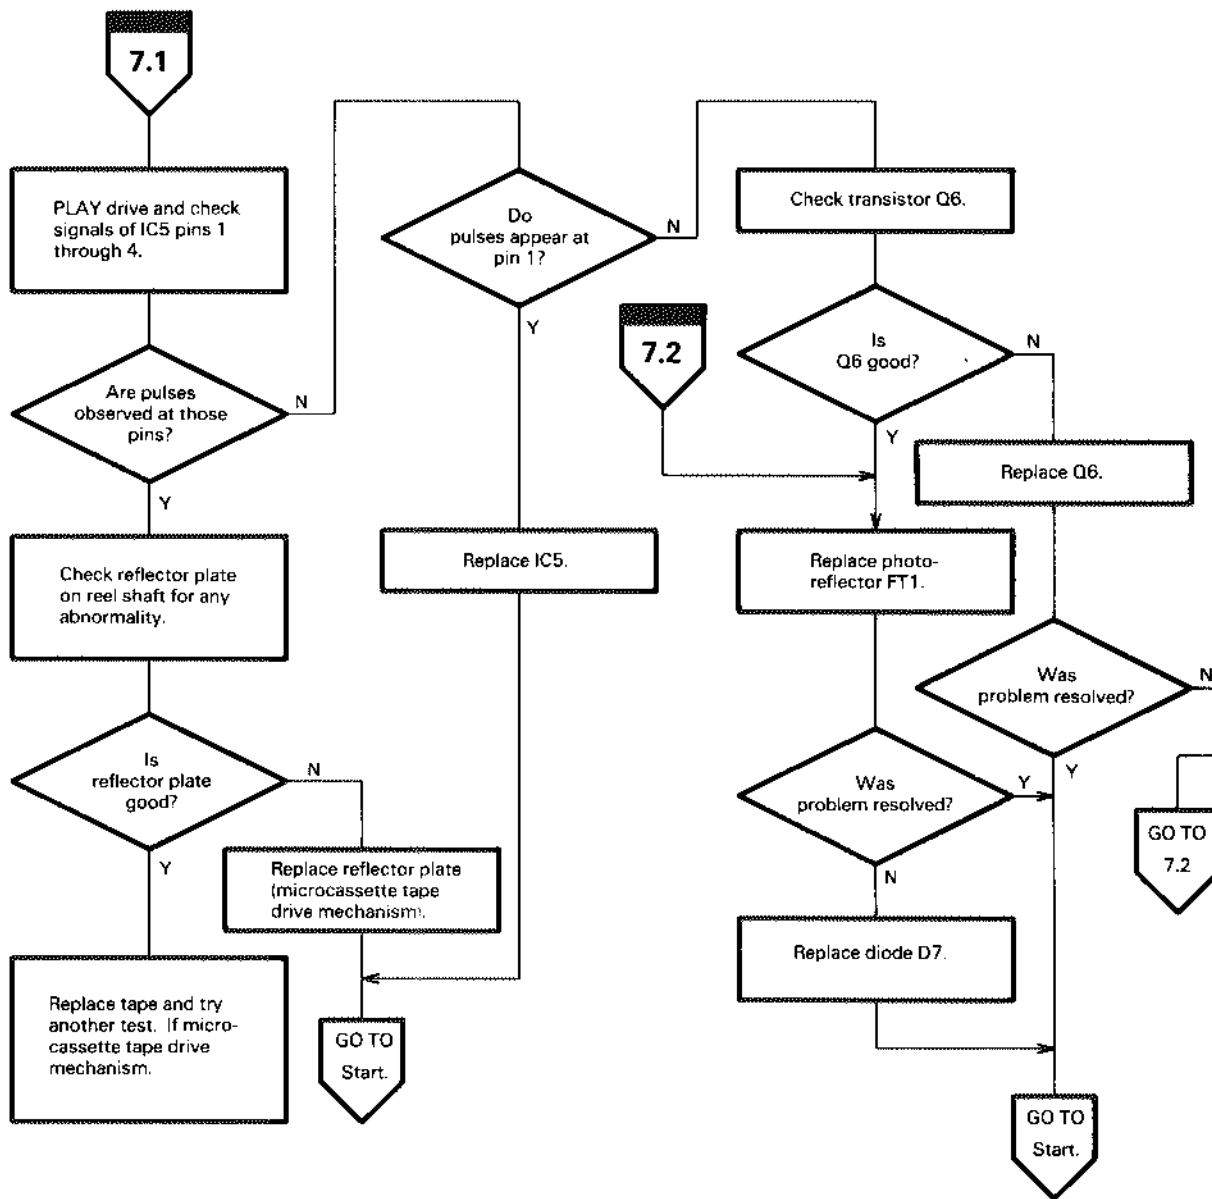 7.1
PLAY drive and check
signals of IC5 pins 1
through 4.
Are pulses
observed at those
pins?
N
Y
Check reflector plate
on reel shaft for any
abnormality.
Is
reflector plate
good?
N
Y
Replace reflector plate
(microcassette tape
drive mechanism).
Replace tape and try
another test. If micro-
cassette tape drive
mechanism.
GO TO
Start.
Do
pulses appear at
pin 1?
N
Y
Replace IC5.
Check transistor Q6.
Is
Q6 good?
N
Y
7.2
Replace Q6.
Replace photo-
reflector FT1.
Was
problem resolved?
N
Y
Was
problem resolved?
Y
N
GO TO
7.2
Replace diode D7.
GO TO
Start.